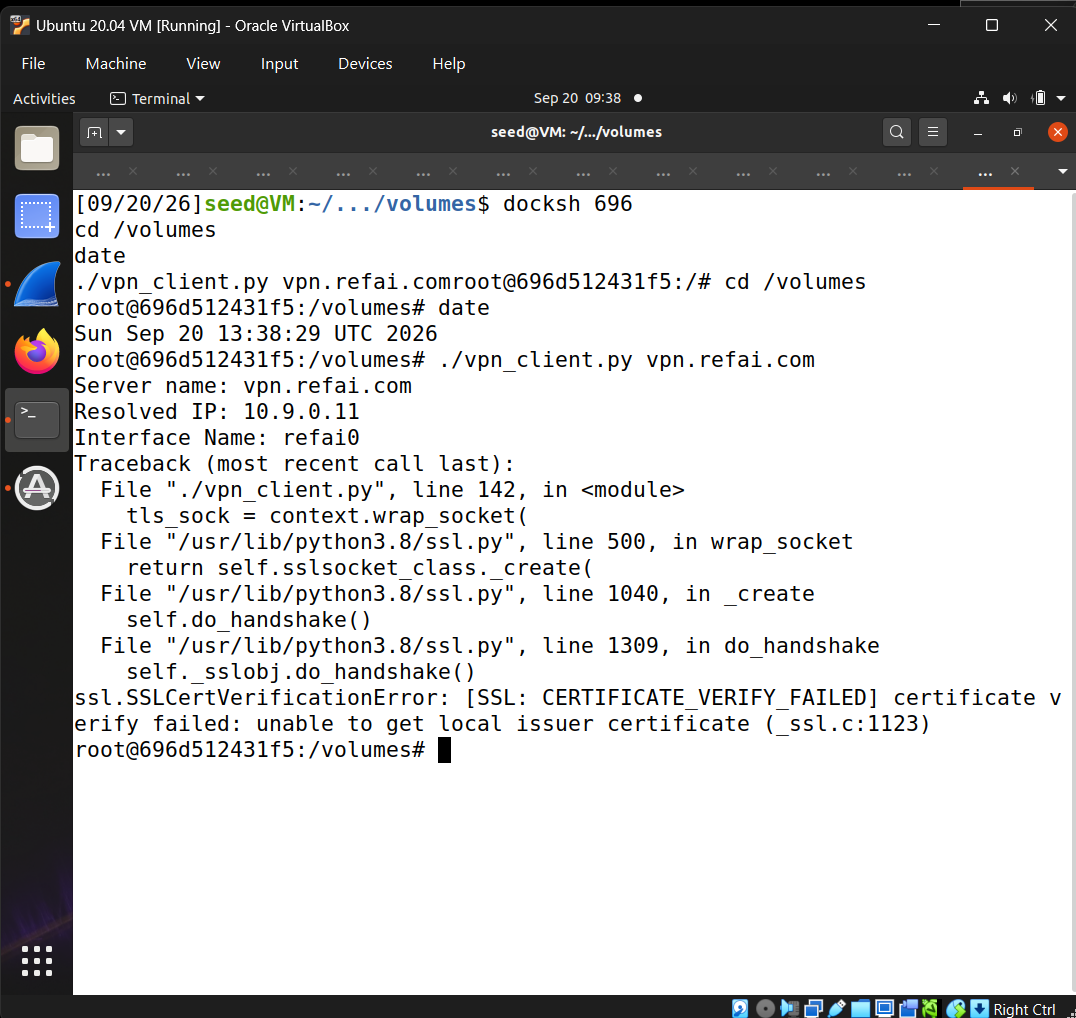 Ubuntu 20.04 VM [Running] - Oracle VirtualBox
File Machine View Input Devices Help
Activities Terminal Sep 20 09:38
seed@VM: ~/.../volumes
... ... ... ... ... ... ... ... ... ... ... ...
[09/20/26]seed@VM:~/.../volumes$ docksh 696
cd /volumes
date
./vpn_client.py vpn.refai.comroot@696d512431f5:/# cd /volumes
root@696d512431f5:/volumes# date
Sun Sep 20 13:38:29 UTC 2026
root@696d512431f5:/volumes# ./vpn_client.py vpn.refai.com
Server name: vpn.refai.com
Resolved IP: 10.9.0.11
Interface Name: refai0
Traceback (most recent call last):
  File "./vpn_client.py", line 142, in <module>
    tls_sock = context.wrap_socket(
  File "/usr/lib/python3.8/ssl.py", line 500, in wrap_socket
    return self.sslsocket_class._create(
  File "/usr/lib/python3.8/ssl.py", line 1040, in _create
    self.do_handshake()
  File "/usr/lib/python3.8/ssl.py", line 1309, in do_handshake
    self._sslobj.do_handshake()
ssl.SSLCertVerificationError: [SSL: CERTIFICATE_VERIFY_FAILED] certificate v
erify failed: unable to get local issuer certificate (_ssl.c:1123)
root@696d512431f5:/volumes#
Right Ctrl